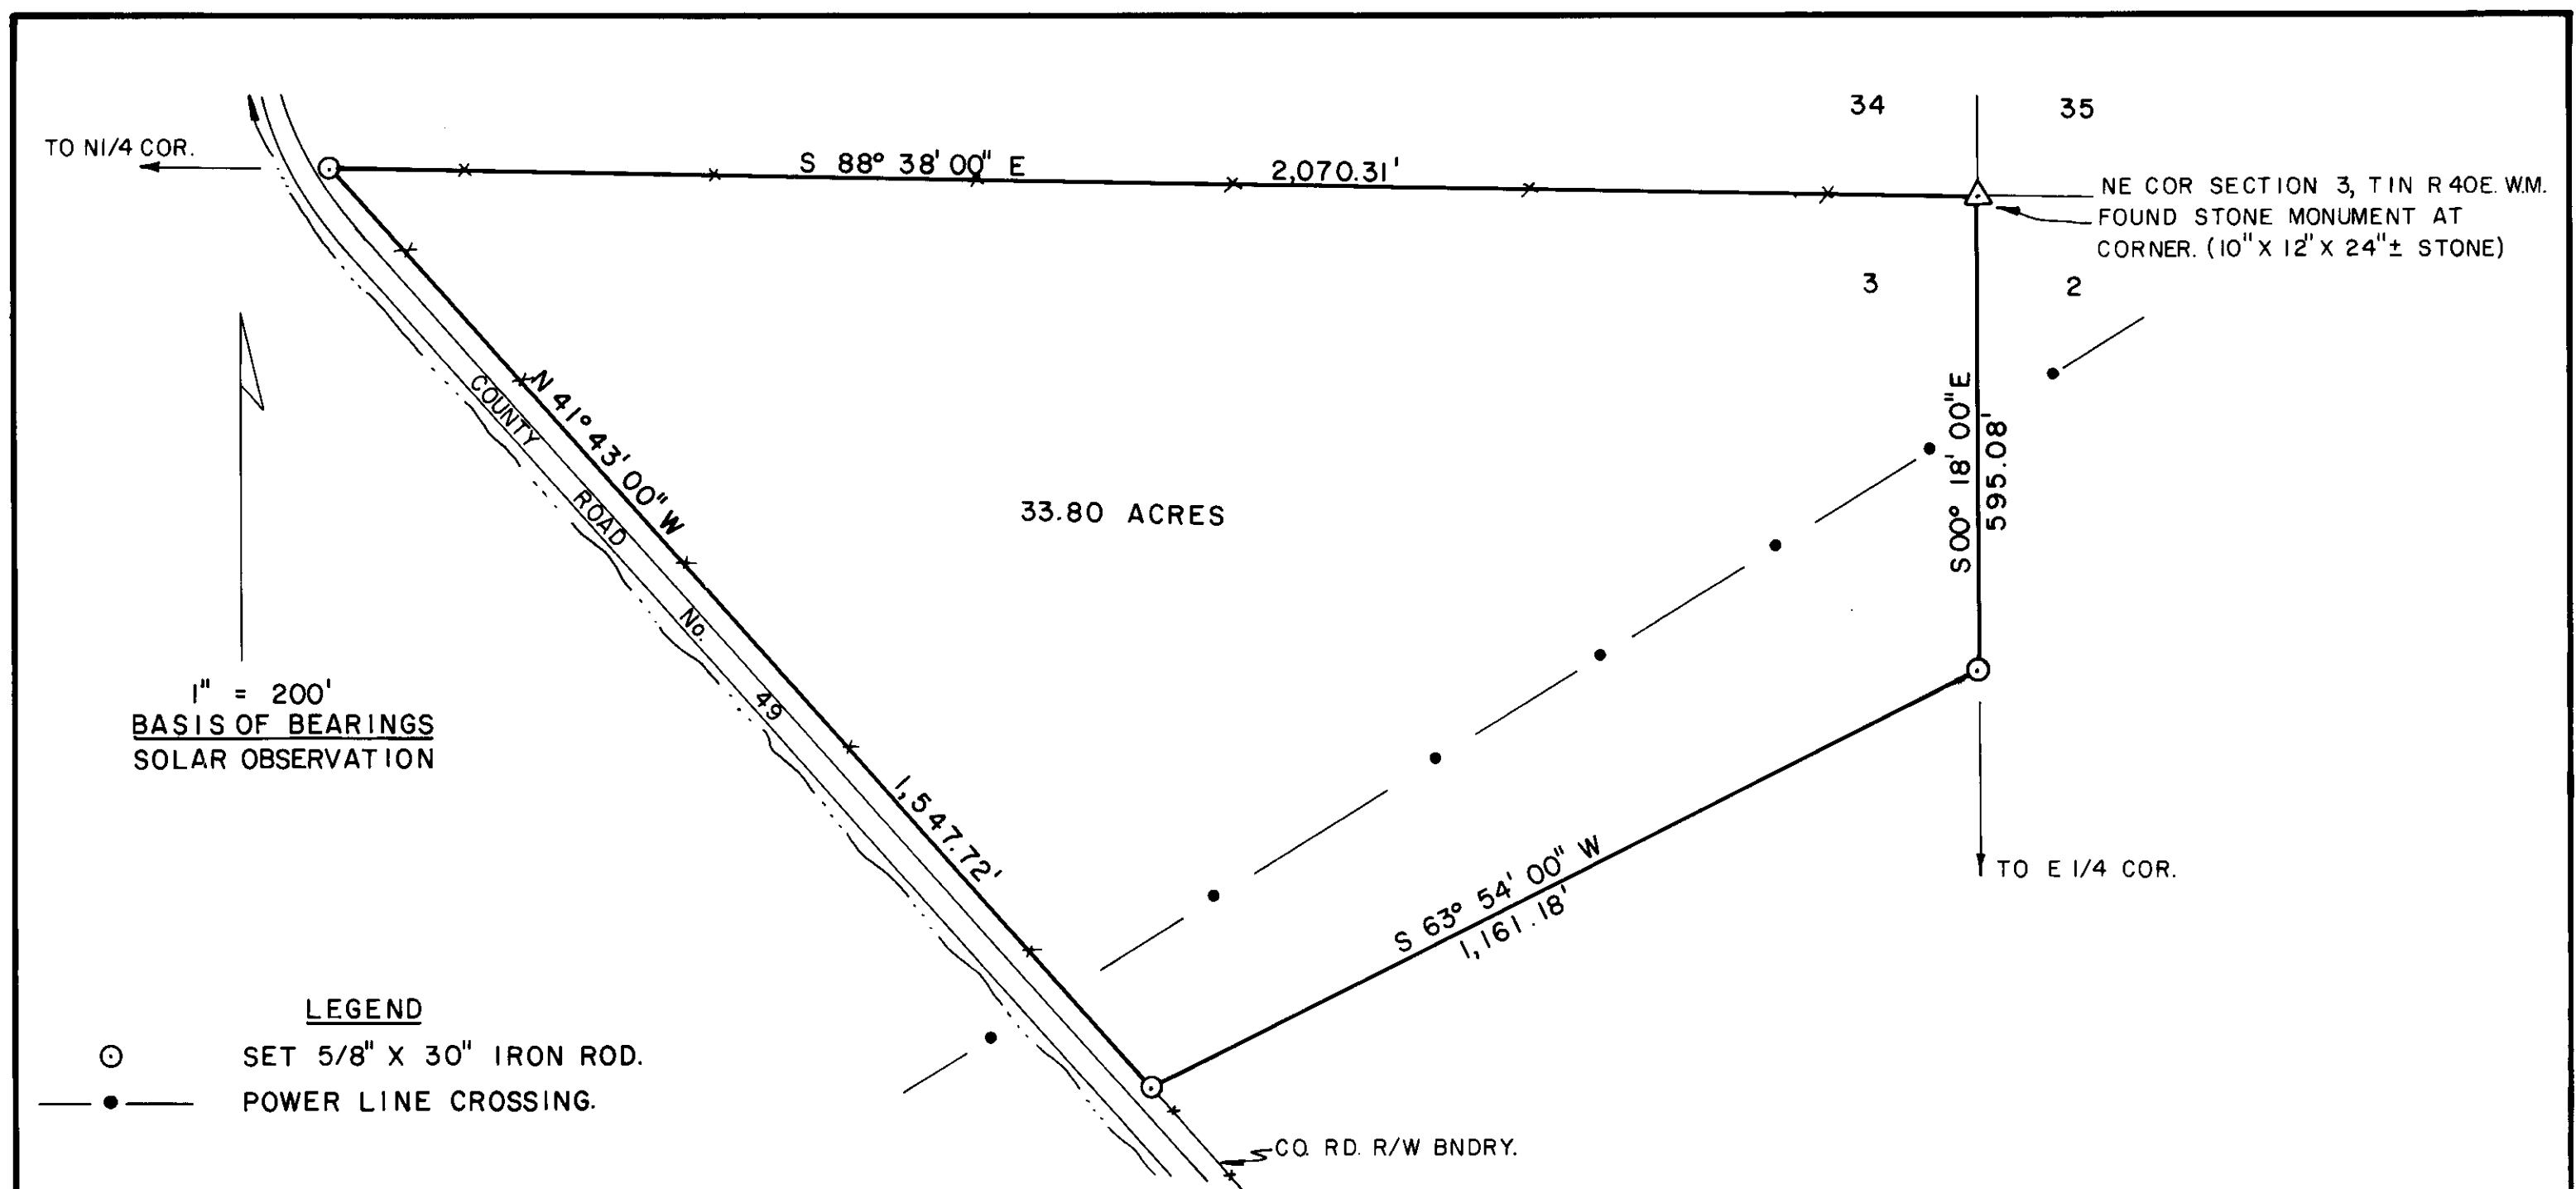 34
35
TO N1/4 COR.
S 88° 38' 00" E 2,070.31'
NE COR SECTION 3, T1N R40E. W.M.
FOUND STONE MONUMENT AT
CORNER. (10" X 12" X 24"± STONE)
3
2
N 41° 43' 00" W
1,547.72'
COUNTY ROAD No. 49
S 00° 18' 00" E
595.08'
33.80 ACRES
1" = 200'
BASIS OF BEARINGS
SOLAR OBSERVATION
S 63° 54' 00" W
1,161.18'
TO E 1/4 COR.
LEGEND
SET 5/8" X 30" IRON ROD.
POWER LINE CROSSING.
CO. RD. R/W BNDRY.